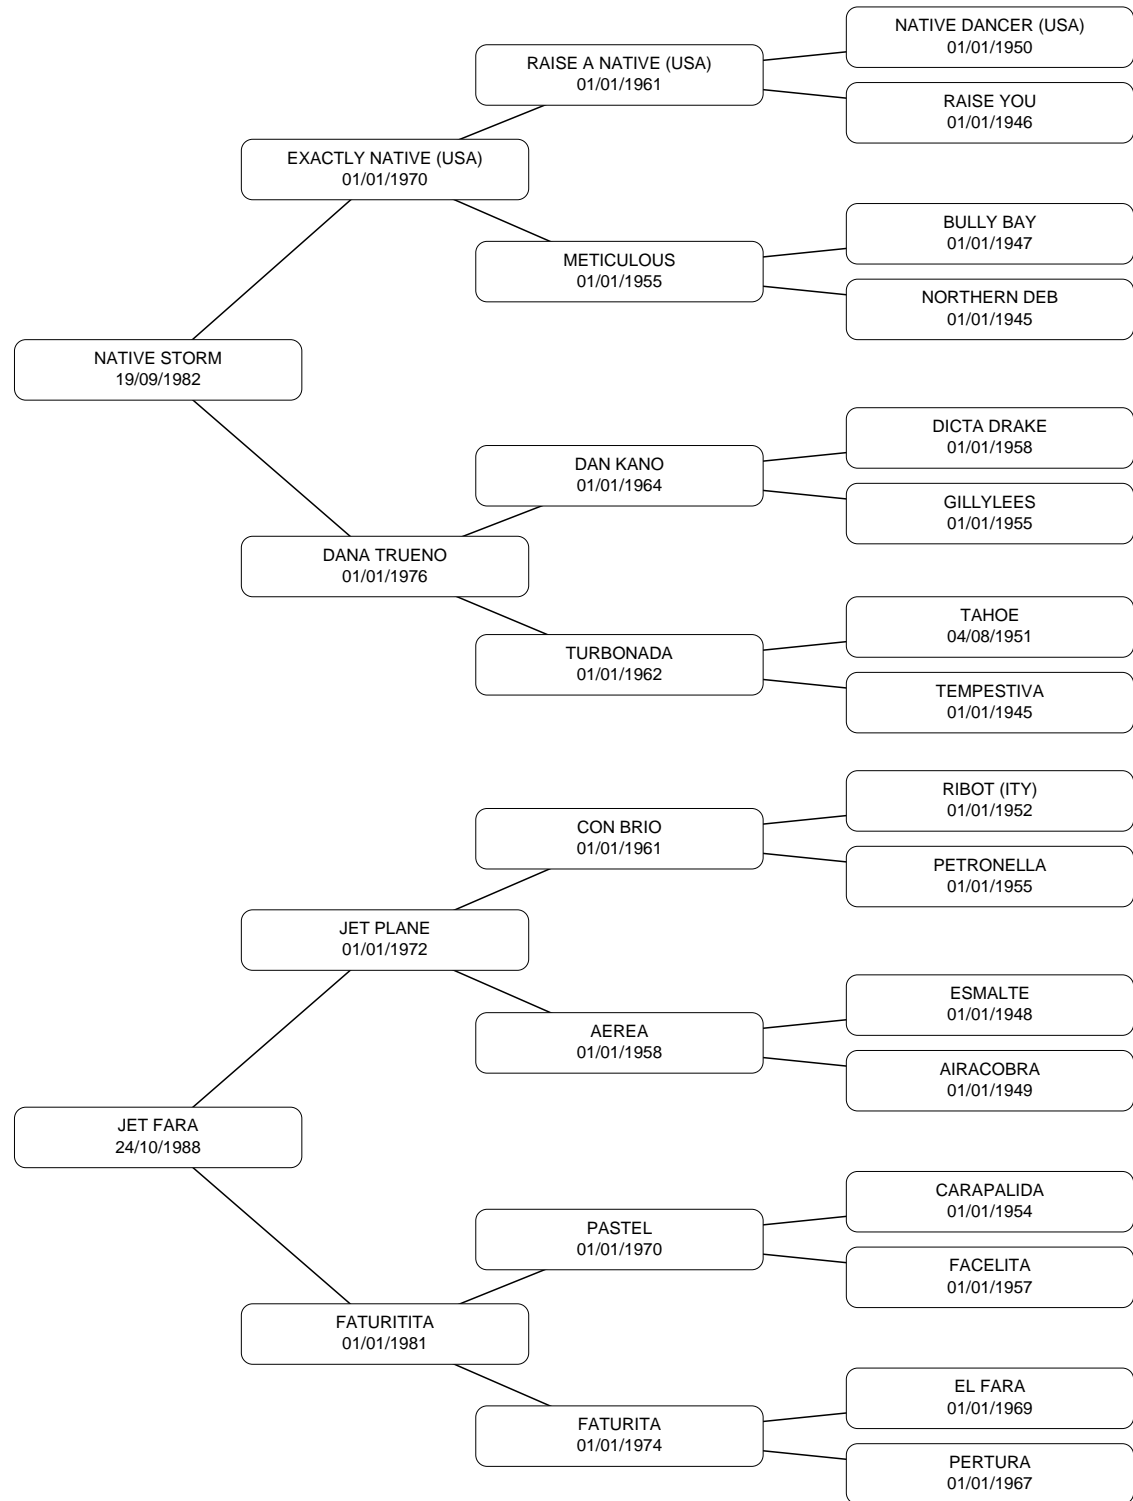 NATIVE DANCER (USA)
01/01/1950
RAISE A NATIVE (USA)
01/01/1961
RAISE YOU
01/01/1946
EXACTLY NATIVE (USA)
01/01/1970
BULLY BAY
01/01/1947
METICULOUS
01/01/1955
NORTHERN DEB
01/01/1945
NATIVE STORM
19/09/1982
DICTA DRAKE
01/01/1958
DAN KANO
01/01/1964
GILLYLEES
01/01/1955
DANA TRUENO
01/01/1976
TAHOE
04/08/1951
TURBONADA
01/01/1962
TEMPESTIVA
01/01/1945
RIBOT (ITY)
01/01/1952
CON BRIO
01/01/1961
PETRONELLA
01/01/1955
JET PLANE
01/01/1972
ESMALTE
01/01/1948
AEREA
01/01/1958
AIRACOBRA
01/01/1949
JET FARA
24/10/1988
CARAPALIDA
01/01/1954
PASTEL
01/01/1970
FACELITA
01/01/1957
FATURITITA
01/01/1981
EL FARA
01/01/1969
FATURITA
01/01/1974
PERTURA
01/01/1967